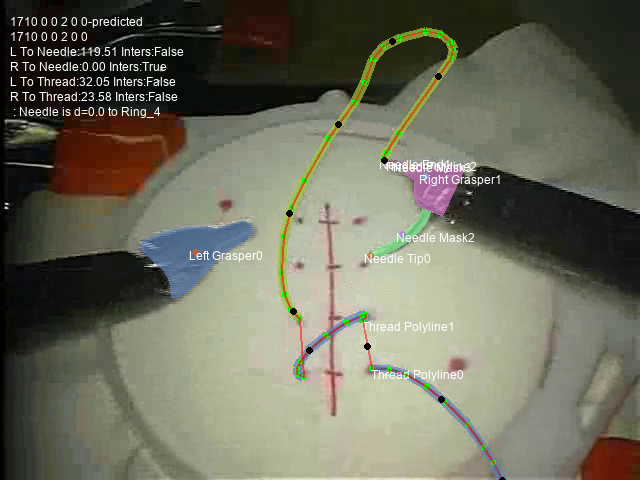 1710 0 0 2 0 0-predicted
1710 0 0 2 0 0
L To Needle:119.51 Inters:False
R To Needle:0.00 Inters:True
L To Thread:32.05 Inters:False
R To Thread:23.58 Inters:False
: Needle is d=0.0 to Ring_4
Right Grasper1
Needle Mask2
Left Grasper0
Needle Tip0
Thread Polyline1
Thread Polyline0